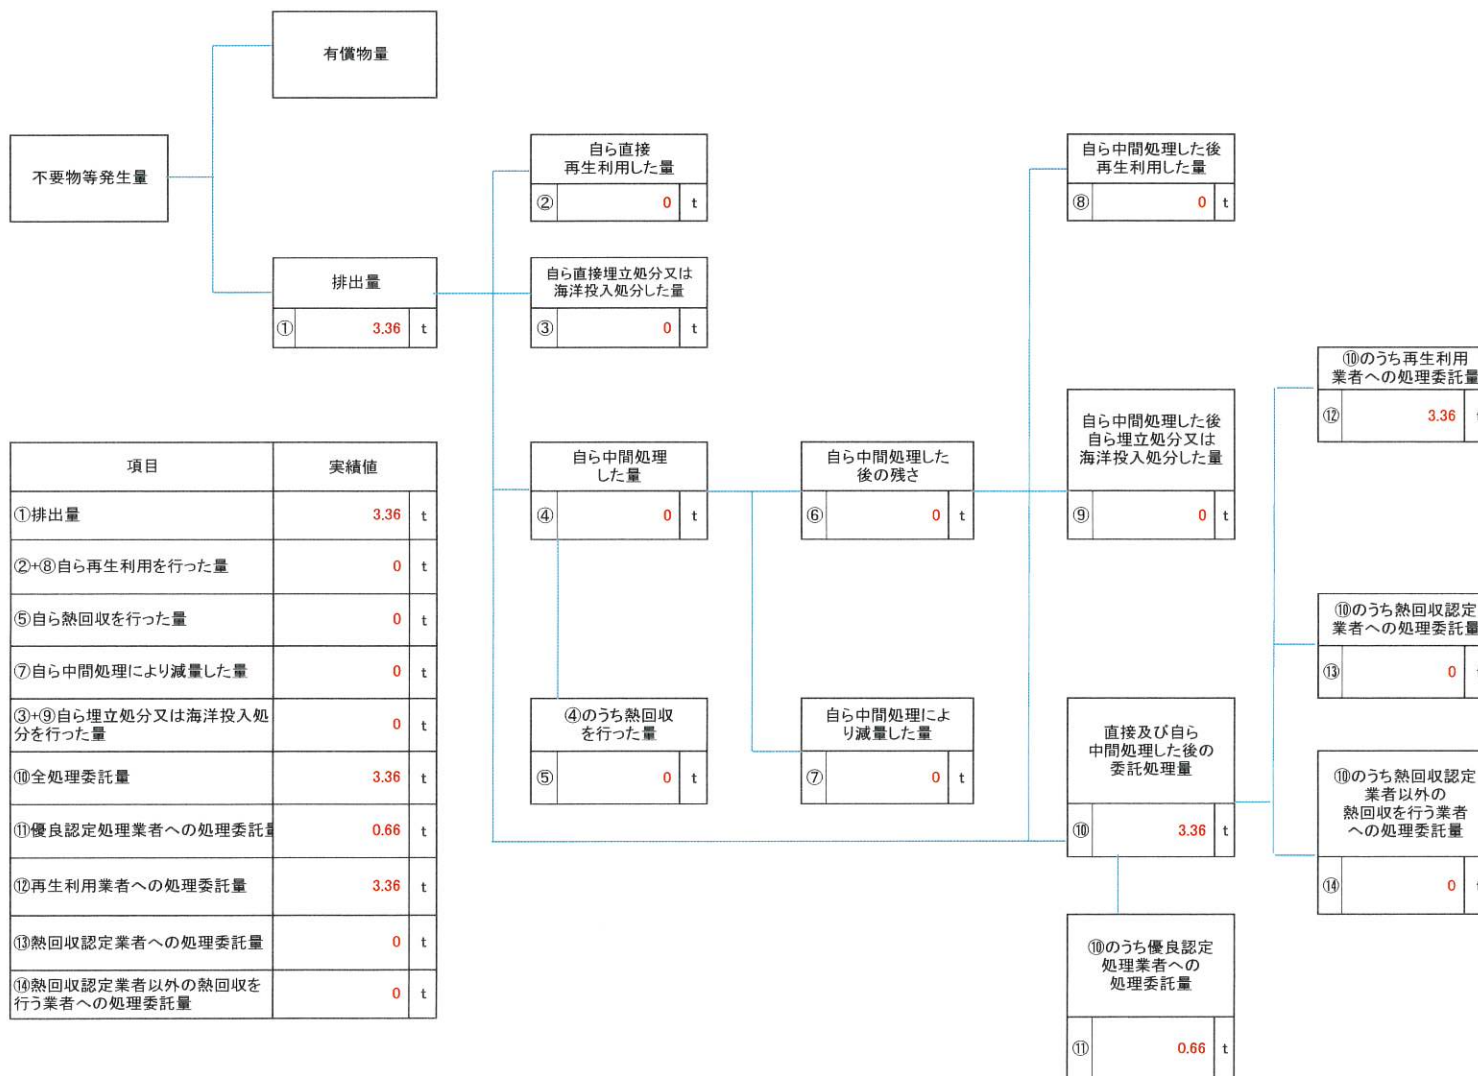 有償物量
不要物等発生量
排出量
① 3.36 t
自ら直接
再生利用した量
② 0 t
自ら直接埋立処分又は
海洋投入処分した量
③ 0 t
自ら中間処理
した量
④ 0 t
④のうち熱回収
を行った量
⑤ 0 t
自ら中間処理した
後の残さ
⑥ 0 t
自ら中間処理によ
り減量した量
⑦ 0 t
自ら中間処理した後
再生利用した量
⑧ 0 t
自ら中間処理した後
自ら埋立処分又は
海洋投入処分した量
⑨ 0 t
直接及び自ら
中間処理した後の
委託処理量
⑩ 3.36 t
⑩のうち優良認定
処理業者への
処理委託量
⑪ 0.66 t
⑩のうち再生利用
業者への処理委託量
⑫ 3.36 t
⑩のうち熱回収認定
業者への処理委託量
⑬ 0 t
⑩のうち熱回収認定
業者以外の
熱回収を行う業者
への処理委託量
⑭ 0 t
項目 実績値
①排出量 3.36 t
②+⑧自ら再生利用を行った量 0 t
⑤自ら熱回収を行った量 0 t
⑦自ら中間処理により減量した量 0 t
③+⑨自ら埋立処分又は海洋投入処
分を行った量 0 t
⑩全処理委託量 3.36 t
⑪優良認定処理業者への処理委託量 0.66 t
⑫再生利用業者への処理委託量 3.36 t
⑬熱回収認定業者への処理委託量 0 t
⑭熱回収認定業者以外の熱回収を
行う業者への処理委託量 0 t